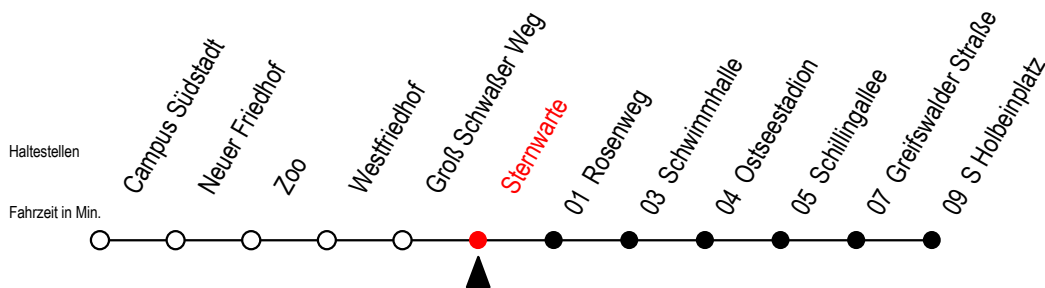 Haltestellen
Fahrzeit in Min.
Campus Südstadt
Neuer Friedhof
Zoo
Westfriedhof
Groß Schwaßer Weg
Sternwarte
01 Rosenweg
03 Schwimmhalle
04 Ostseestadion
05 Schillingallee
07 Greifswalder Straße
09 S Holbeinplatz